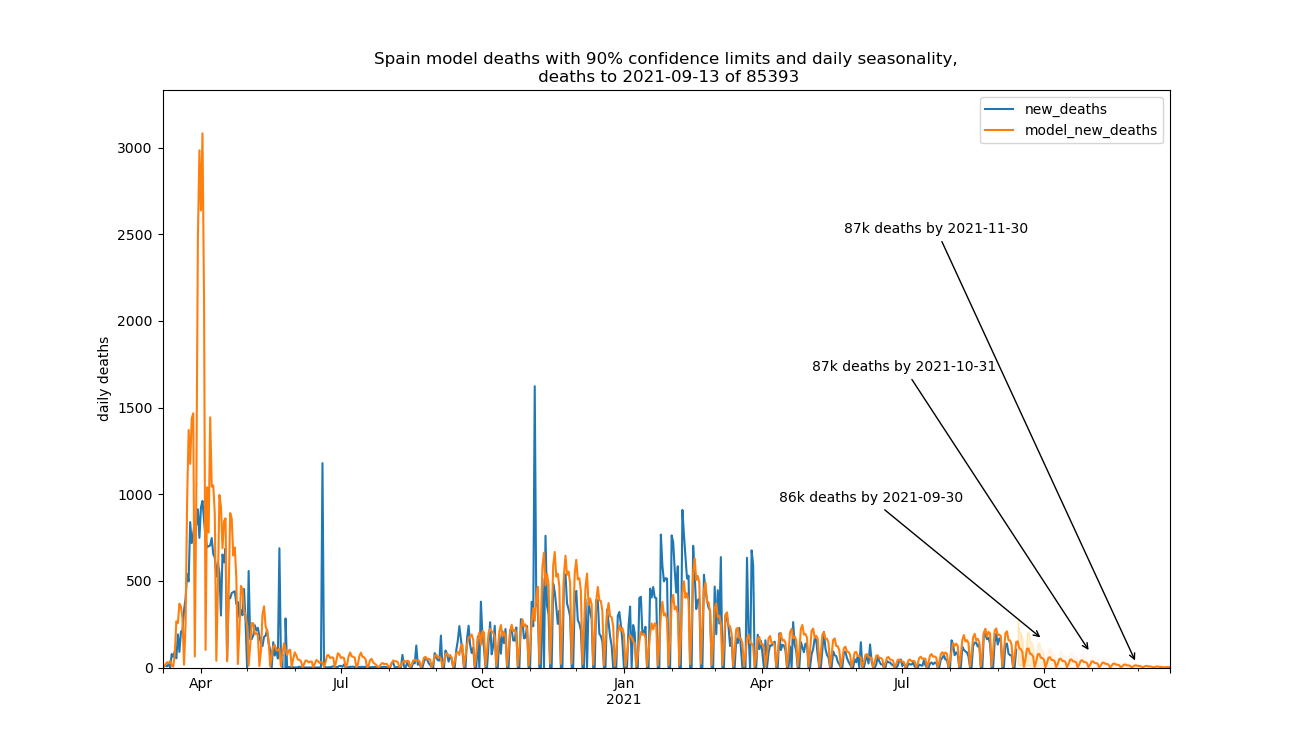 Spain model deaths with 90% confidence limits and daily seasonality,
deaths to 2021-09-13 of 85393
new_deaths
model_new_deaths
3000
2500
2000
1500
1000
500
0
daily deaths
87k deaths by 2021-11-30
87k deaths by 2021-10-31
86k deaths by 2021-09-30
Apr Jul Oct Jan Apr Jul Oct
2021